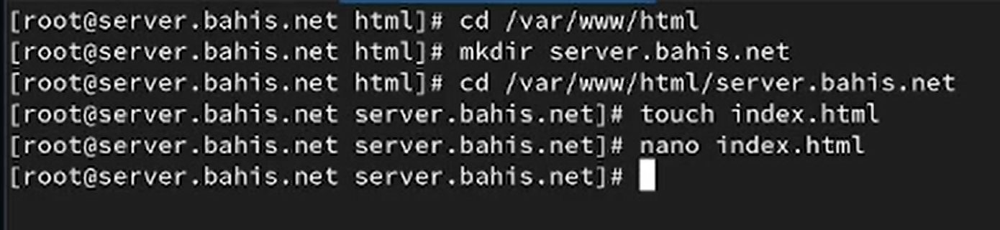 [root@server.bahis.net html]# cd /var/www/html
[root@server.bahis.net html]# mkdir server.bahis.net
[root@server.bahis.net html]# cd /var/www/html/server.bahis.net
[root@server.bahis.net server.bahis.net]# touch index.html
[root@server.bahis.net server.bahis.net]# nano index.html
[root@server.bahis.net server.bahis.net]#